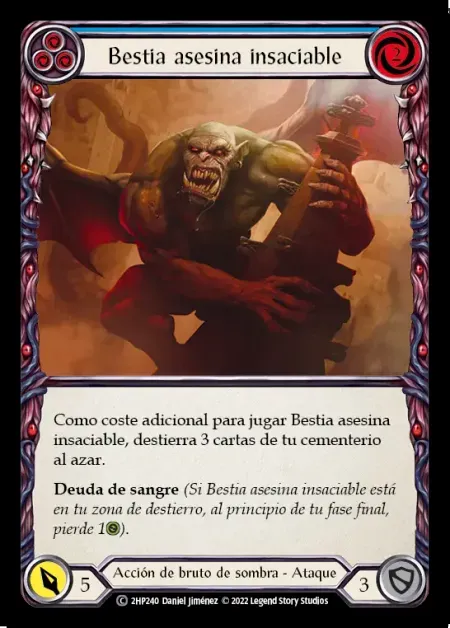 Bestia asesina insaciable
2
Como coste adicional para jugar Bestia asesina
insaciable, destierra 3 cartas de tu cementerio
al azar.
Deuda de sangre (Si Bestia asesina insaciable está
en tu zona de destierro, al principio de tu fase final,
pierde 1).
5
Acción de bruto de sombra - Ataque
3
C 2HP240 Daniel Jiménez © 2022 Legend Story Studios